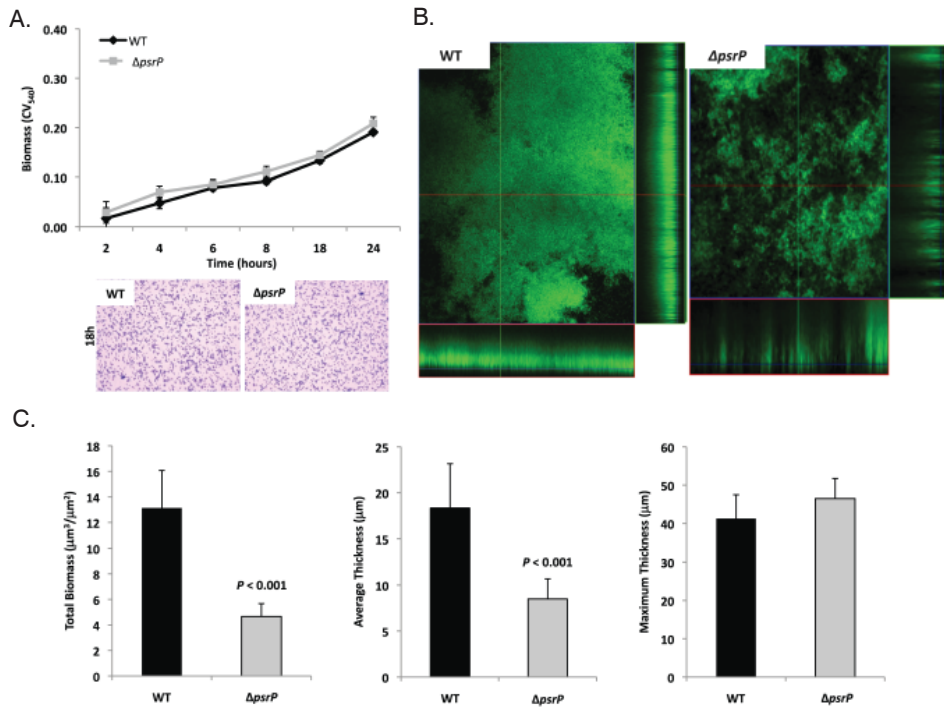 A.
WT
ΔpsrP
0.40
0.30
0.20
0.10
0.00
Biomass (CV₅₄₀)
2 4 6 8 18 24
Time (hours)
WT
ΔpsrP
18h
B.
WT
ΔpsrP
C.
18
16
14
12
10
8
6
4
2
0
Total Biomass (μm³/μm²)
P < 0.001
WT ΔpsrP
25
20
15
10
5
0
Average Thickness (μm)
P < 0.001
WT ΔpsrP
60
50
40
30
20
10
0
Maximum Thickness (μm)
WT ΔpsrP